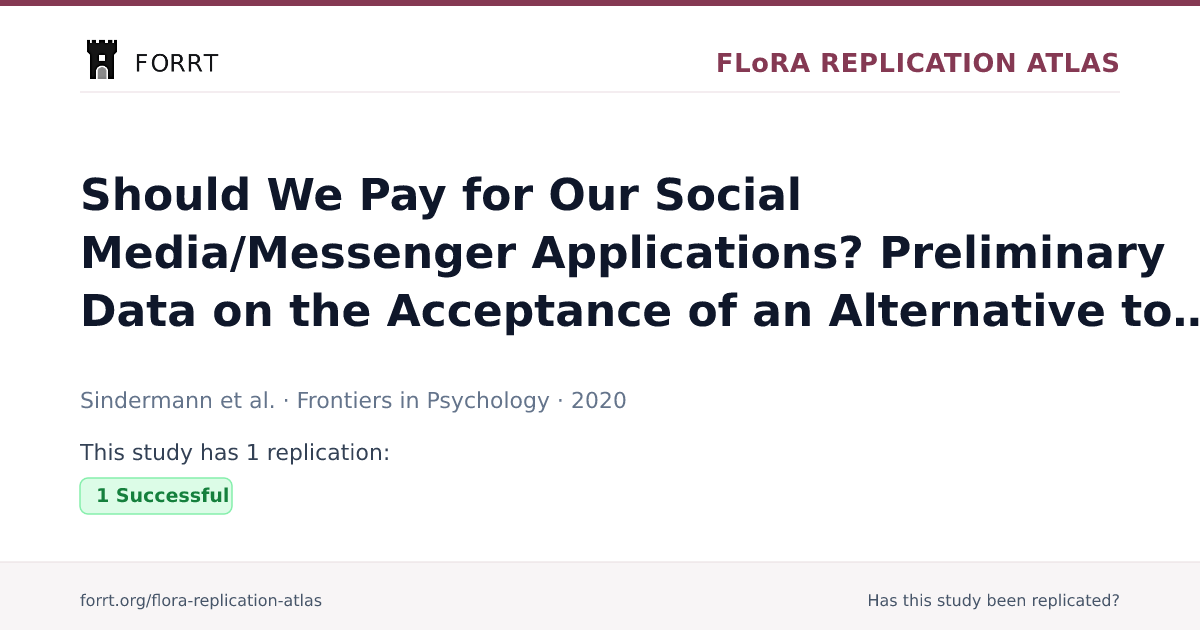 FORRT
FLoRA REPLICATION ATLAS
Should We Pay for Our Social
Media/Messenger Applications? Preliminary
Data on the Acceptance of an Alternative to…
Sindermann et al. · Frontiers in Psychology · 2020
This study has 1 replication:
1 Successful
forrt.org/flora-replication-atlas
Has this study been replicated?